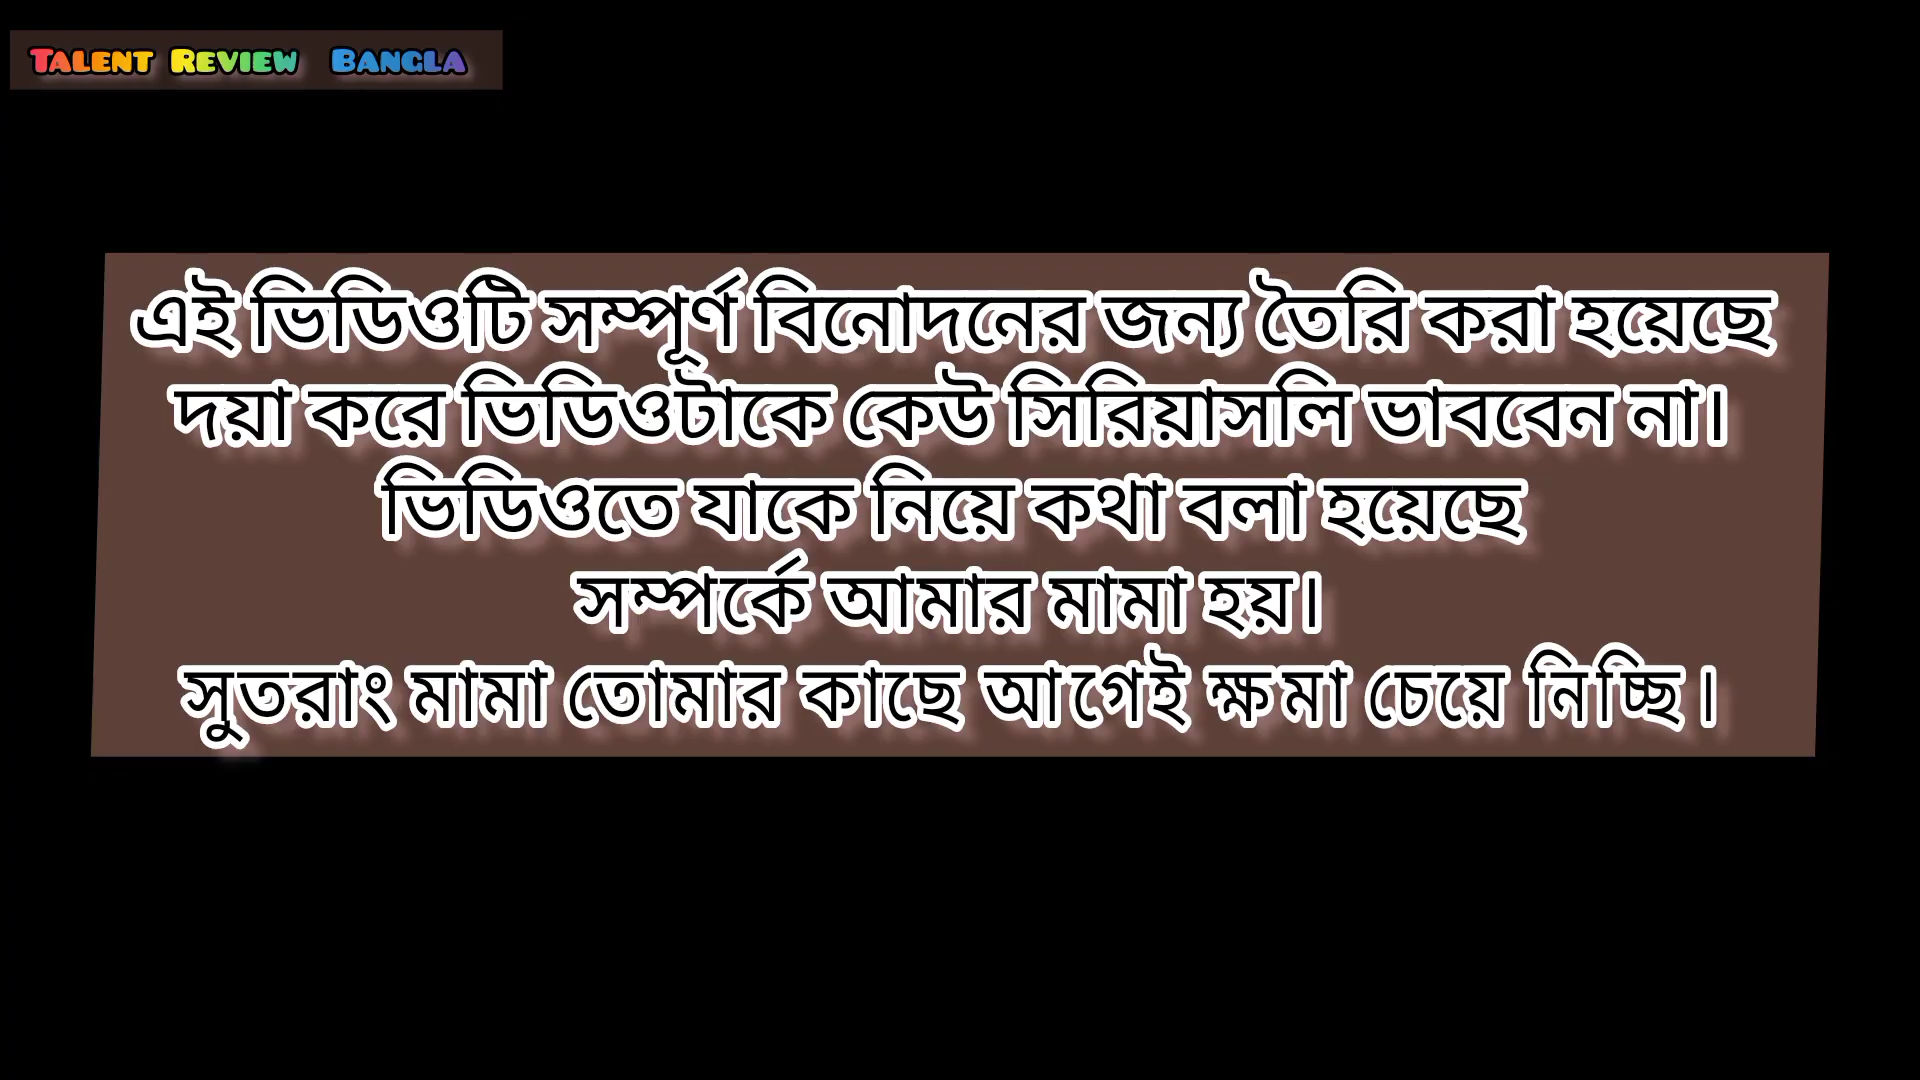 Talent Review Bangla
এই ভিডিওটি সম্পূর্ণ বিনোদনের জন্য তৈরি করা হয়েছে
দয়া করে ভিডিওটাকে কেউ সিরিয়াসলি ভাববেন না।
ভিডিওতে যাকে নিয়ে কথা বলা হয়েছে
সম্পর্কে আমার মামা হয়।
সুতরাং মামা তোমার কাছে আগেই ক্ষমা চেয়ে নিচ্ছি।